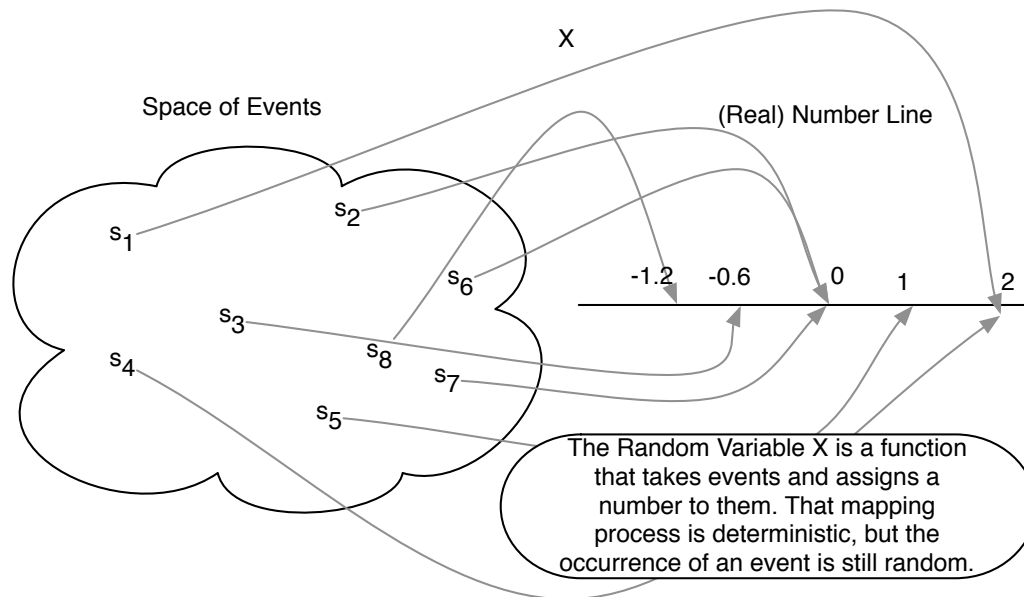 X
Space of Events
(Real) Number Line
s1
s2
s6
-1.2 -0.6 0 1 2
s3
s8
s4
s7
s5
The Random Variable X is a function
that takes events and assigns a
number to them. That mapping
process is deterministic, but the
occurrence of an event is still random.